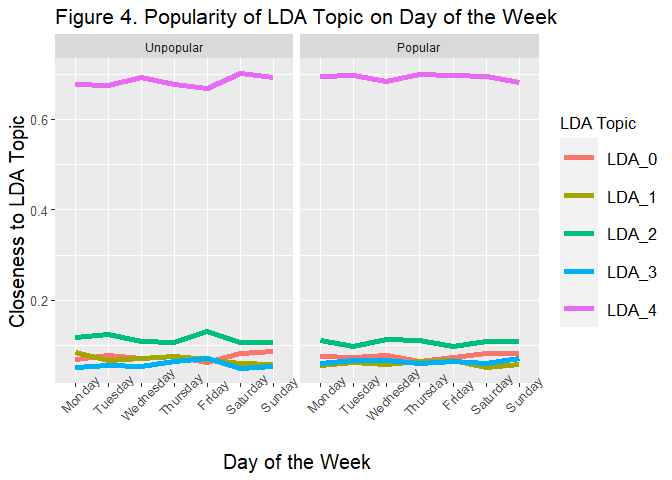 Figure 4. Popularity of LDA Topic on Day of the Week
Unpopular
Popular
Closeness to LDA Topic
0.6
0.4
0.2
Monday
Tuesday
Wednesday
Thursday
Friday
Saturday
Sunday
Monday
Tuesday
Wednesday
Thursday
Friday
Saturday
Sunday
Day of the Week
LDA Topic
LDA_0
LDA_1
LDA_2
LDA_3
LDA_4